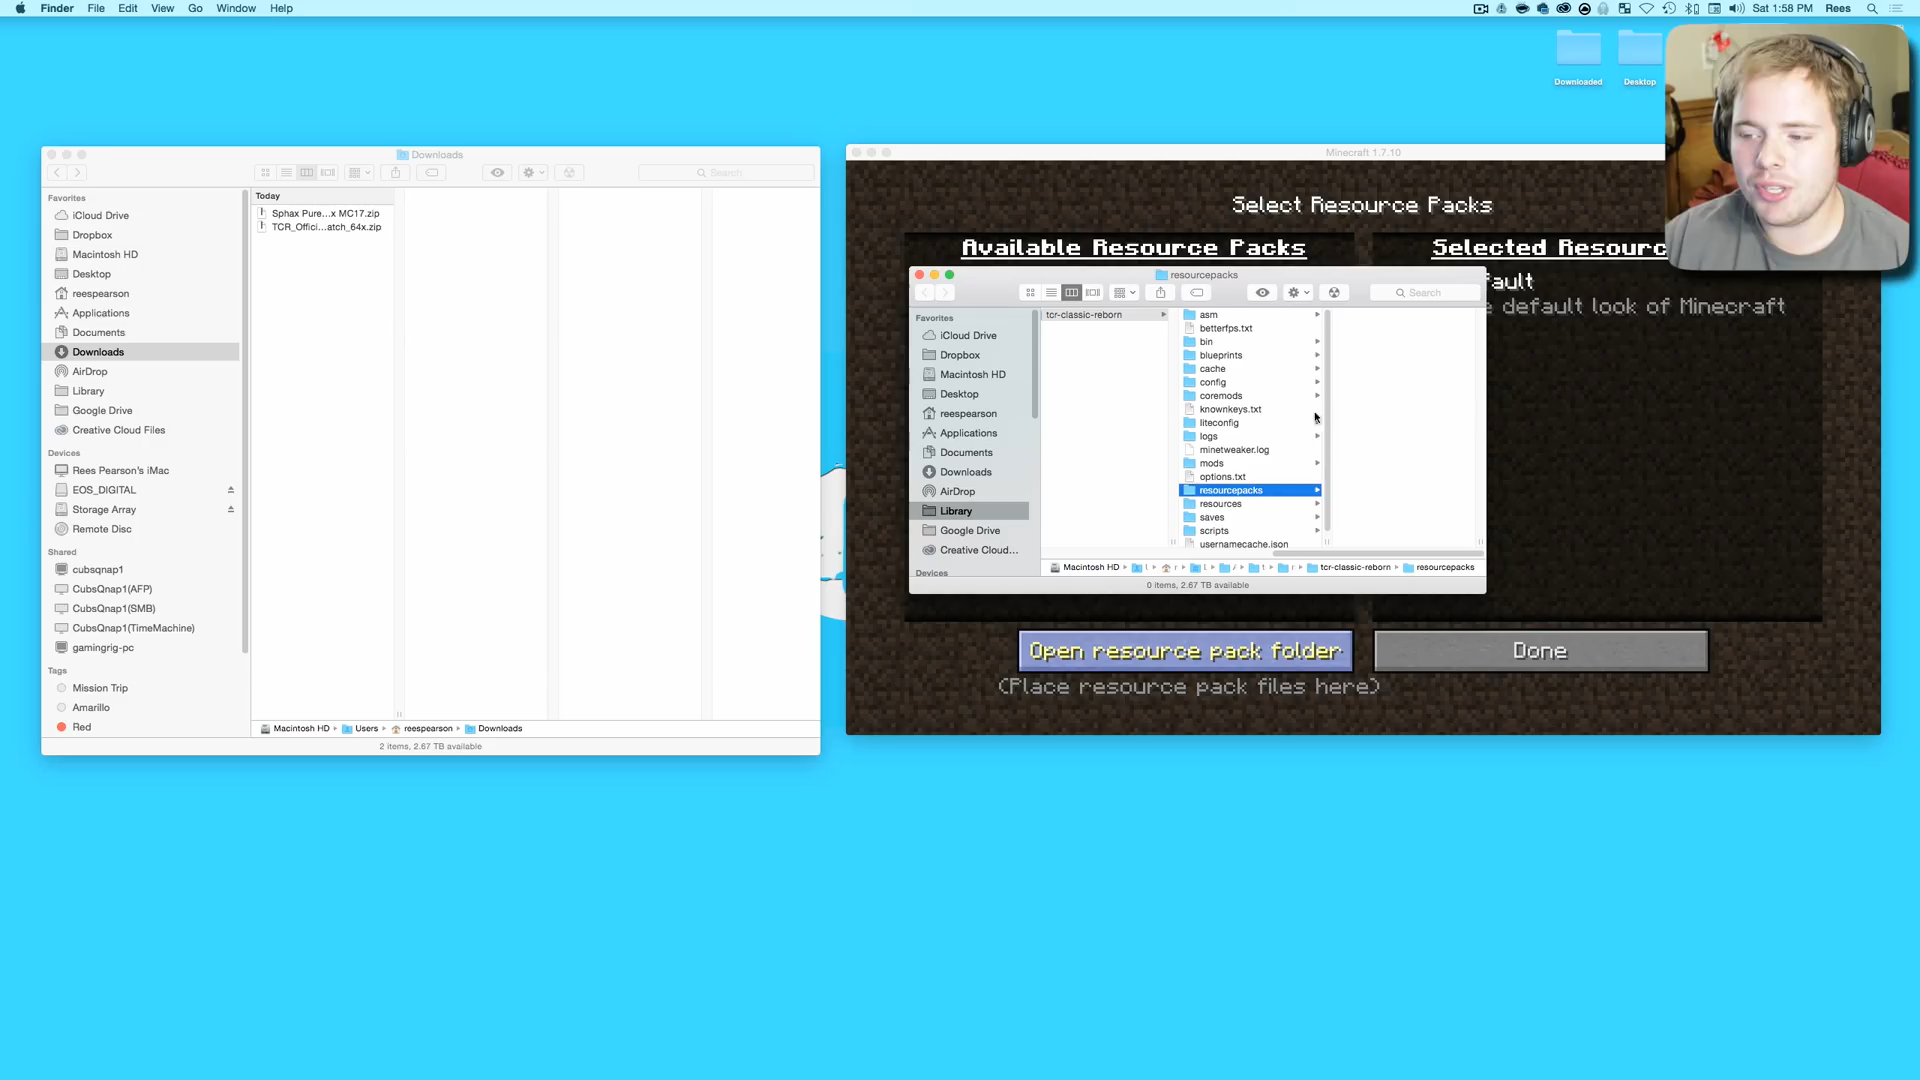 Finder File Edit View Go Window Help
Sat 1:58 PM Rees
Downloaded
Desktop
Downloads
Search
Favorites
iCloud Drive
Dropbox
Macintosh HD
Desktop
reespearson
Applications
Documents
Downloads
AirDrop
Library
Google Drive
Creative Cloud Files
Devices
Rees Pearson's iMac
EOS_DIGITAL
Storage Array
Remote Disc
Shared
cubsqnap1
CubsQnap1(AFP)
CubsQnap1(SMB)
CubsQnap1(TimeMachine)
gamingrig-pc
Tags
Mission Trip
Amarillo
Red
Today
Sphax Pure...x MC17.zip
TCR_Offici...atch_64x.zip
Macintosh HD Users reespearson Downloads
2 items, 2.67 TB available
Minecraft 1.7.10
Select Resource Packs
Available Resource Packs
Selected Resourc
fault
e default look of Minecraft
resourcepacks
Search
Favorites
iCloud Drive
Dropbox
Macintosh HD
Desktop
reespearson
Applications
Documents
Downloads
AirDrop
Library
Google Drive
Creative Cloud...
Devices
tcr-classic-reborn
asm
betterfps.txt
bin
blueprints
cache
config
coremods
knownkeys.txt
liteconfig
logs
minetweaker.log
mods
options.txt
resourcepacks
resources
saves
scripts
usernamecache.json
Macintosh HD tcr-classic-reborn resourcepacks
0 items, 2.67 TB available
Open resource pack folder
Done
(Place resource pack files here)